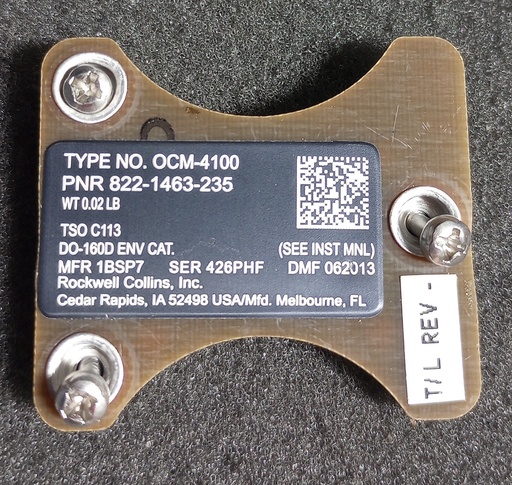 TYPE NO. OCM-4100
PNR 822-1463-235
WT 0.02 LB
TSO C113
DO-160D ENV CAT. (SEE INST MNL)
MFR 1BSP7 SER 426PHF DMF 062013
Rockwell Collins, Inc.
Cedar Rapids, IA 52498 USA/Mfd. Melbourne, FL
T/L REV -